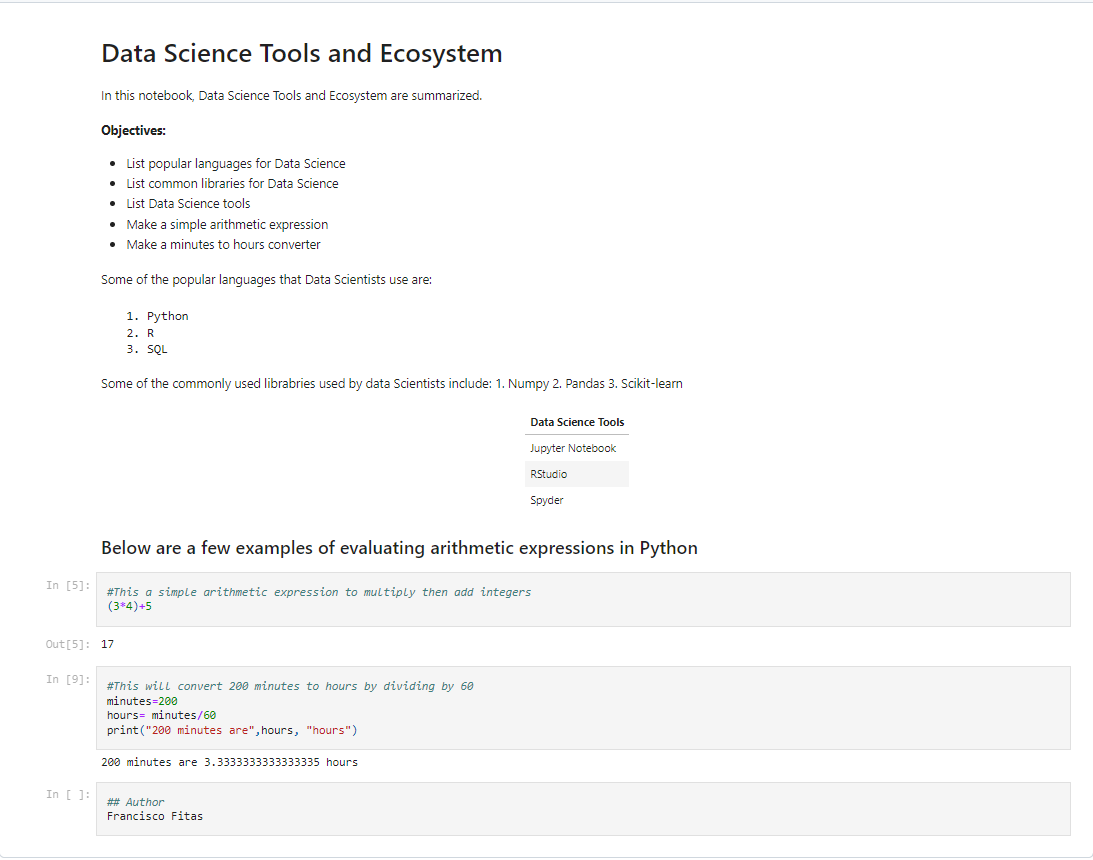 Data Science Tools and Ecosystem
In this notebook, Data Science Tools and Ecosystem are summarized.
Objectives:
• List popular languages for Data Science
• List common libraries for Data Science
• List Data Science tools
• Make a simple arithmetic expression
• Make a minutes to hours converter
Some of the popular languages that Data Scientists use are:
1. Python
2. R
3. SQL
Some of the commonly used librabries used by data Scientists include: 1. Numpy 2. Pandas 3. Scikit-learn
Data Science Tools
Jupyter Notebook
RStudio
Spyder
Below are a few examples of evaluating arithmetic expressions in Python
In [5]:
#This a simple arithmetic expression to multiply then add integers
(3*4)+5
Out[5]: 17
In [9]:
#This will convert 200 minutes to hours by dividing by 60
minutes=200
hours= minutes/60
print("200 minutes are",hours, "hours")
200 minutes are 3.3333333333333335 hours
In [ ]:
## Author
Francisco Fitas